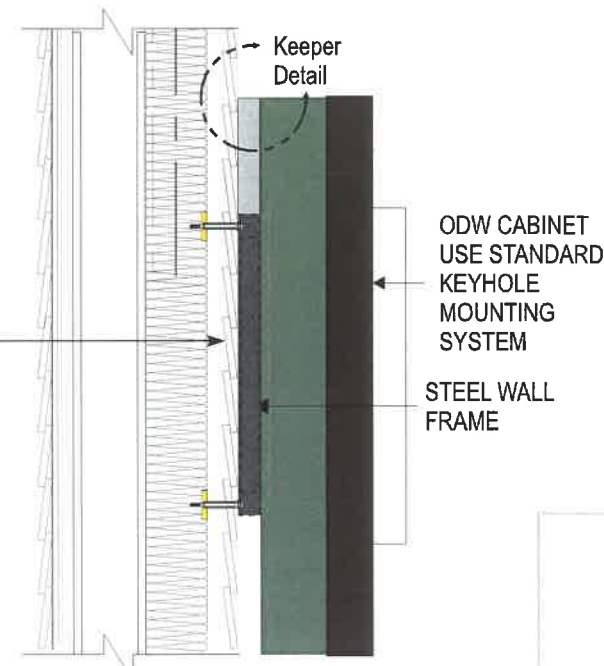 Keeper
Detail
ODW CABINET
USE STANDARD
KEYHOLE
MOUNTING
SYSTEM
STEEL WALL
FRAME